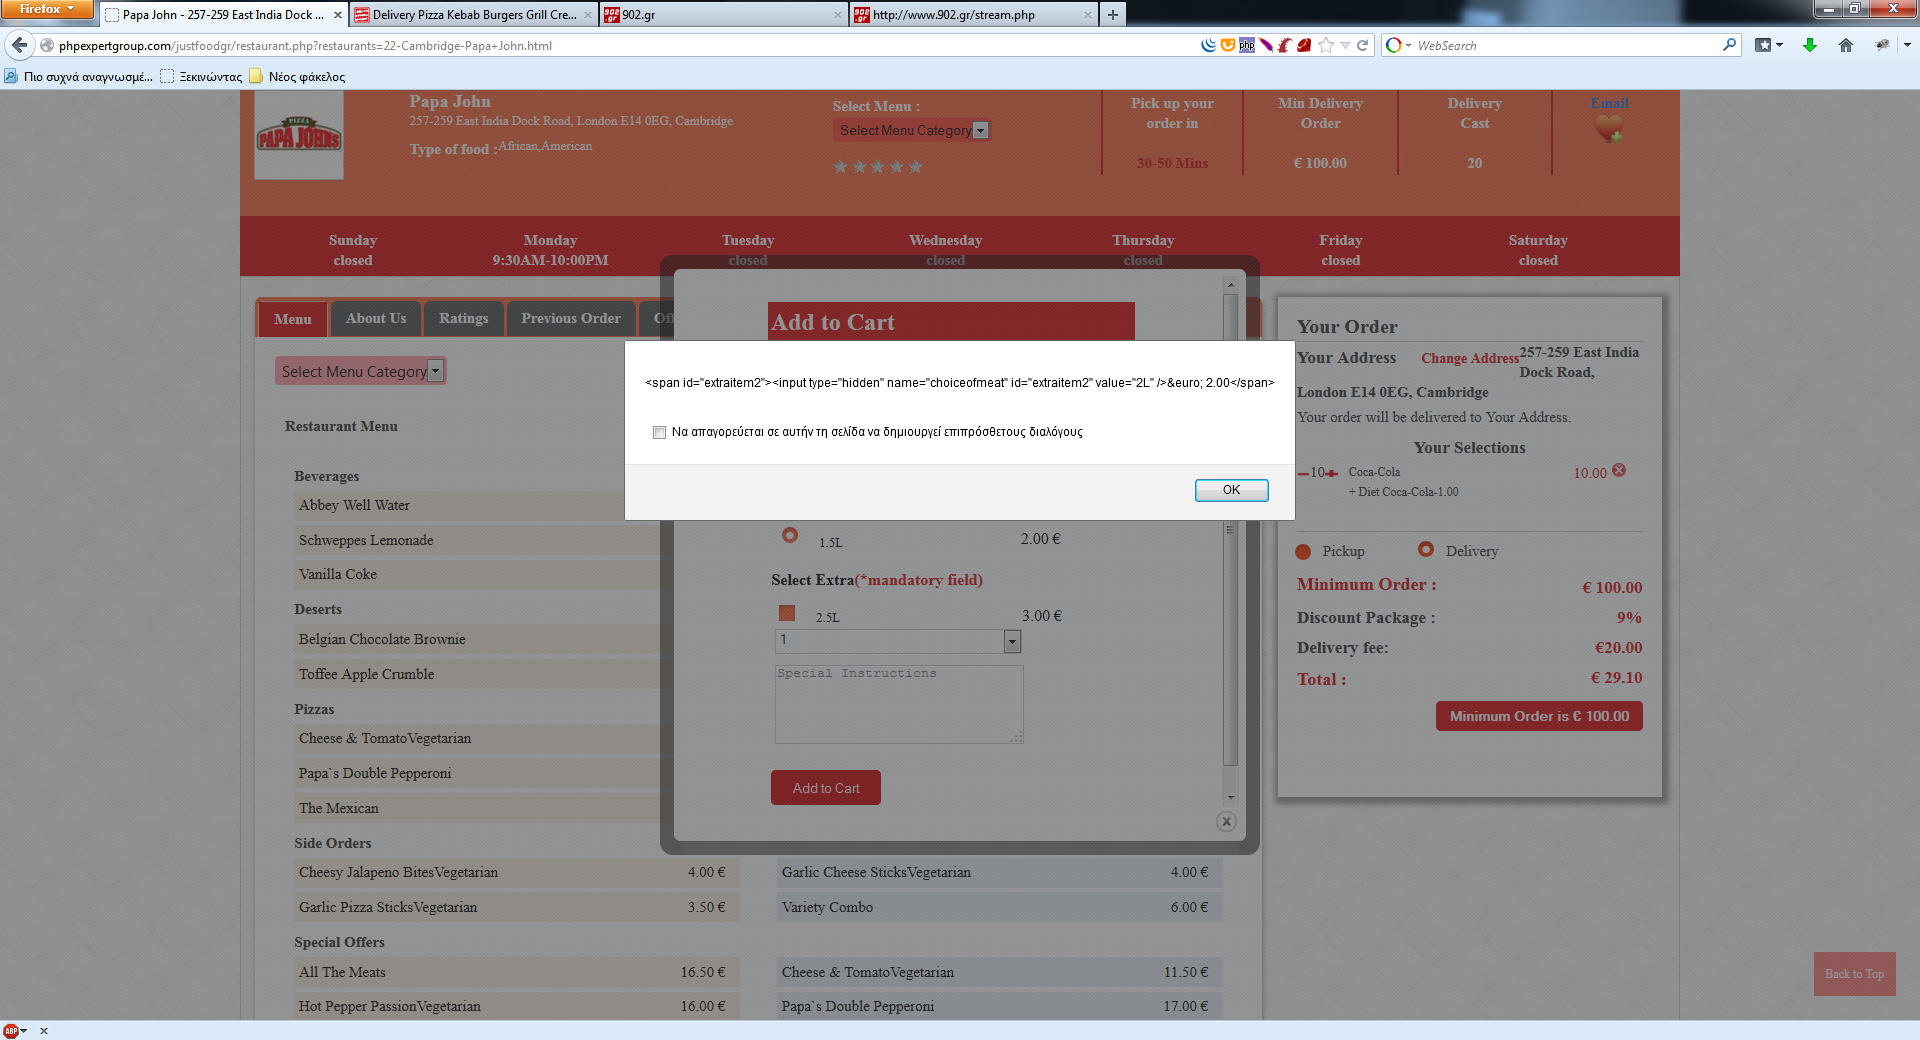 Firefox
Papa John - 257-259 East India Dock ...
Delivery Pizza Kebab Burgers Grill Cre...
902.gr
http://www.902.gr/stream.php
phpexpertgroup.com/justfoodgr/restaurant.php?restaurants=22-Cambridge-Papa+John.html
php
WebSearch
Πιο συχνά αναγνωσμέ...
Ξεκινώντας
Νέος φάκελος
PIZZA
PAPA JOHNS
Papa John
257-259 East India Dock Road, London E14 0EG, Cambridge
Type of food :African,American
Select Menu :
Select Menu Category
Pick up your
order in
30-50 Mins
Min Delivery
Order
€ 100.00
Delivery
Cast
20
Email
Sunday
closed
Monday
9:30AM-10:00PM
Tuesday
closed
Wednesday
closed
Thursday
closed
Friday
closed
Saturday
closed
Menu
About Us
Ratings
Previous Order
Select Menu Category
Restaurant Menu
Beverages
Abbey Well Water
Schweppes Lemonade
Vanilla Coke
Deserts
Belgian Chocolate Brownie
Toffee Apple Crumble
Pizzas
Cheese & TomatoVegetarian
Papa`s Double Pepperoni
The Mexican
Side Orders
Cheesy Jalapeno BitesVegetarian 4.00 €
Garlic Cheese SticksVegetarian 4.00 €
Garlic Pizza SticksVegetarian 3.50 €
Variety Combo 6.00 €
Special Offers
All The Meats 16.50 €
Cheese & TomatoVegetarian 11.50 €
Hot Pepper PassionVegetarian 16.00 €
Papa`s Double Pepperoni 17.00 €
Add to Cart
<span id="extraitem2"><input type="hidden" name="choiceofmeat" id="extraitem2" value="2L" />&euro; 2.00</span>
Να απαγορεύεται σε αυτήν τη σελίδα να δημιουργεί επιπρόσθετους διαλόγους
OK
1.5L 2.00 €
Select Extra(*mandatory field)
2.5L 3.00 €
1
Special Instructions
Add to Cart
Your Order
Your Address Change Address 257-259 East India
Dock Road,
London E14 0EG, Cambridge
Your order will be delivered to Your Address.
Your Selections
10 Coca-Cola 10.00
+ Diet Coca-Cola-1.00
Pickup
Delivery
Minimum Order : € 100.00
Discount Package : 9%
Delivery fee: €20.00
Total : € 29.10
Minimum Order is € 100.00
Back to Top
ABP